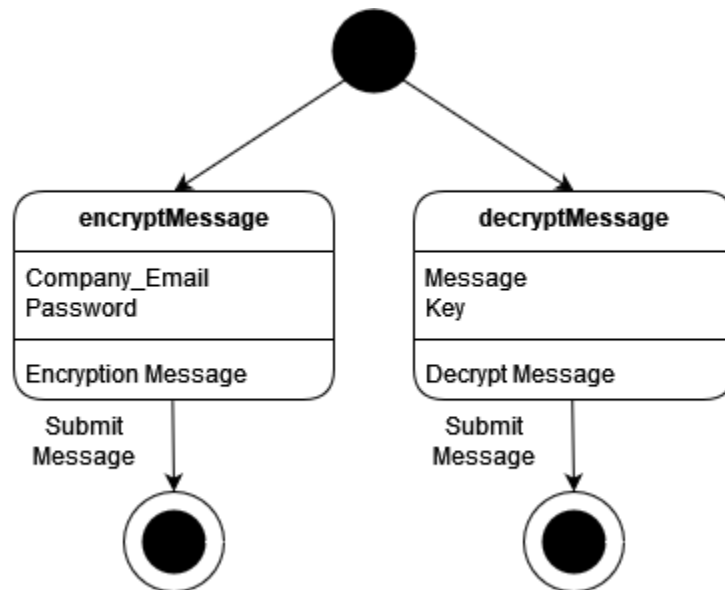 encryptMessage
Company_Email
Password
Encryption Message
Submit
Message
decryptMessage
Message
Key
Decrypt Message
Submit
Message